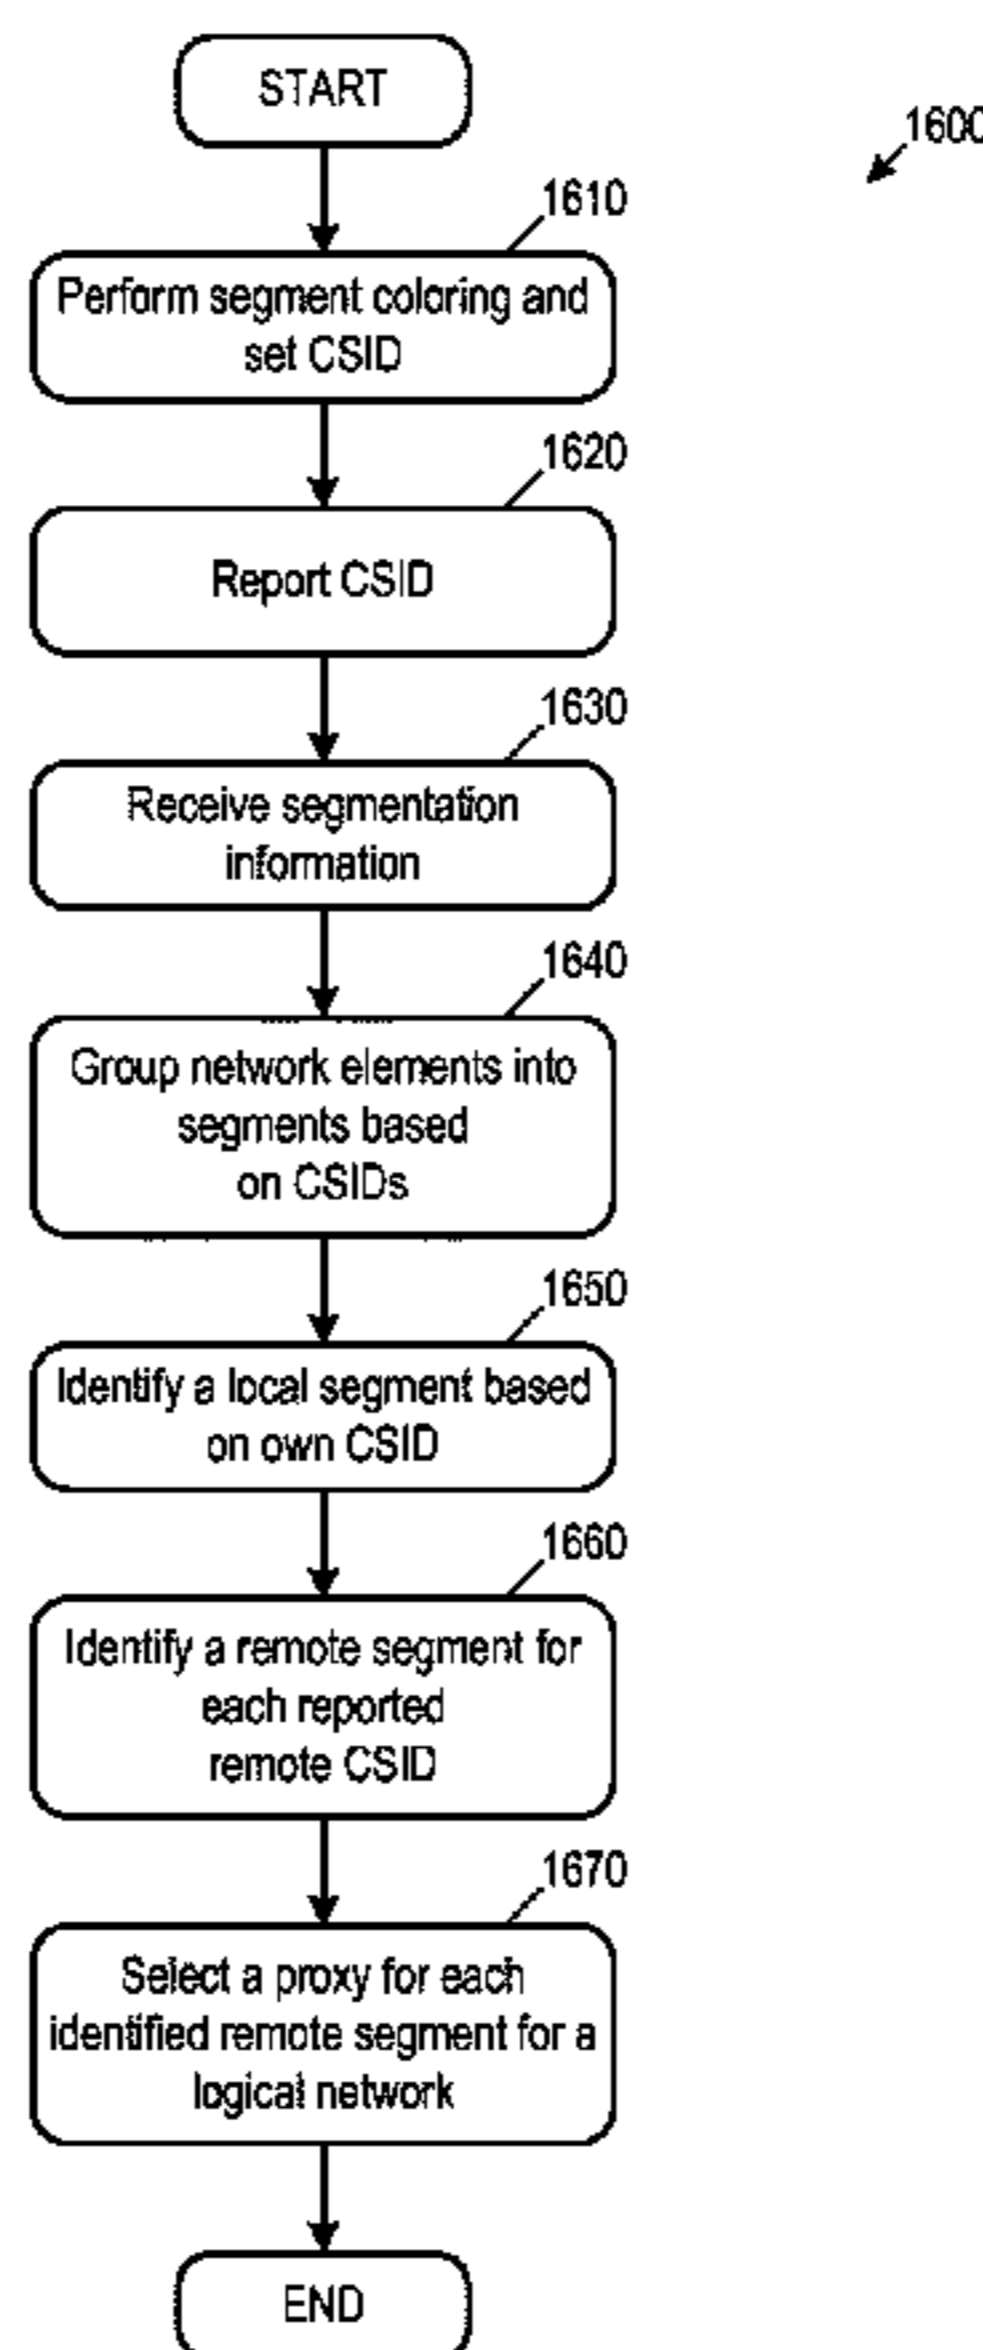 START
1600
1610
Perform segment coloring and
set CSID
1620
Report CSID
1630
Receive segmentation
information
1640
Group network elements into
segments based
on CSIDs
1650
Identify a local segment based
on own CSID
1660
Identify a remote segment for
each reported
remote CSID
1670
Select a proxy for each
identified remote segment for a
logical network
END